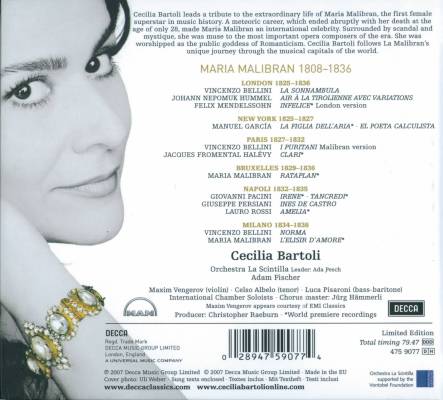 Cecilia Bartoli leads a tribute to the extraordinary life of Maria Malibran, the first female
superstar in music history. A meteoric career, which ended abruptly with her death at the
age of only 28, made Maria Malibran an international celebrity. Surrounded by scandal and
mystique, she was muse to the most important opera composers of the era. She was
worshipped as the public goddess of Romanticism. Cecilia Bartoli follows La Malibran's
unique journey through the musical capitals of the world.
MARIA MALIBRAN 1808–1836
LONDON 1825–1836
VINCENZO BELLINI LA SONNAMBULA
JOHANN NEPOMUK HUMMEL AIR À LA TIROLIENNE AVEC VARIATIONS
FELIX MENDELSSOHN INFELICE* London version
NEW YORK 1825–1827
MANUEL GARCÍA LA FIGLIA DELL'ARIA* · EL POETA CALCULISTA
PARIS 1827–1832
VINCENZO BELLINI I PURITANI Malibran version
JACQUES FROMENTAL HALÉVY CLARI*
BRUXELLES 1829–1836
MARIA MALIBRAN RATAPLAN*
NAPOLI 1832–1835
GIOVANNI PACINI IRENE* · TANCREDI*
GIUSEPPE PERSIANI INES DE CASTRO
LAURO ROSSI AMELIA*
MILANO 1834–1836
VINCENZO BELLINI NORMA
MARIA MALIBRAN L'ELISIR D'AMORE*
Cecilia Bartoli
Orchestra La Scintilla Leader: Ada Pesch
Adam Fischer
Maxim Vengerov (violin) · Celso Albelo (tenor) · Luca Pisaroni (bass-baritone)
International Chamber Soloists · Chorus master: Jürg Hämmerli
Maxim Vengerov appears courtesy of EMI Classics
Producer: Christopher Raeburn · *World premiere recordings
MAN
DECCA
DECCA
Regd. Trade Mark
DECCA MUSIC GROUP LIMITED
London, England
A UNIVERSAL MUSIC COMPANY
0 28947 59077 4
Limited Edition
Total timing 79.47 DDD
475 9077 DH
℗ 2007 Decca Music Group Limited · © 2007 Decca Music Group Limited · Made in the EU
Cover photo: Uli Weber · Sung texts enclosed · Textes inclus · Mit Textheft · Testi inclusi
www.deccaclassics.com www.ceciliabartolionline.com
Orchestra La Scintilla
supported by the
Vontobel Foundation